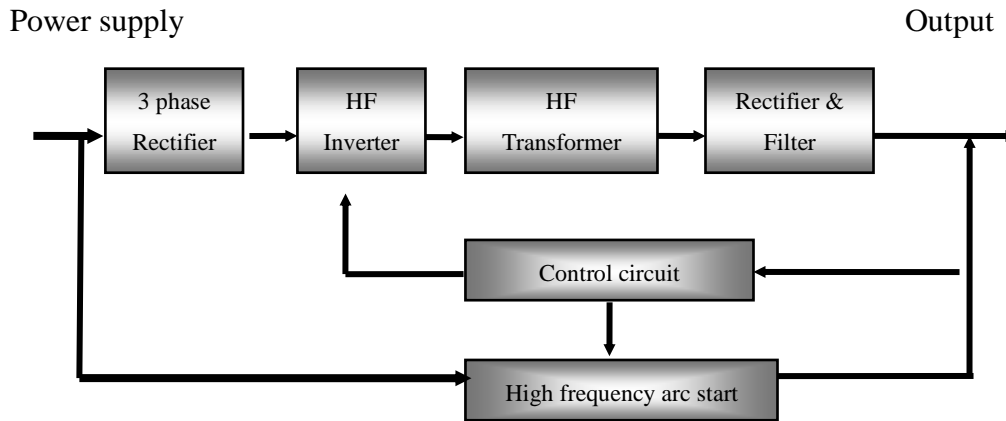 Power supply
Output
3 phase
Rectifier
HF
Inverter
HF
Transformer
Rectifier &
Filter
Control circuit
High frequency arc start